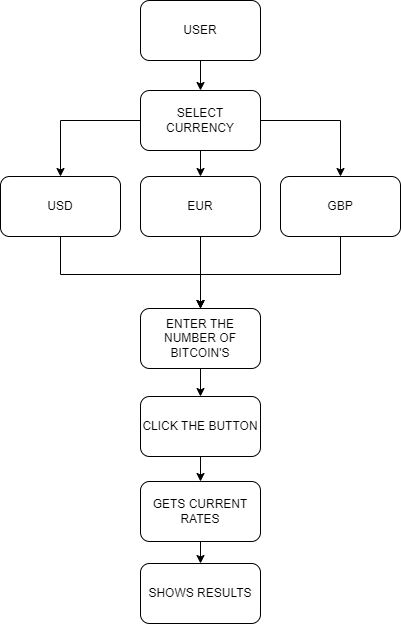 USER
SELECT
CURRENCY
USD
EUR
GBP
ENTER THE
NUMBER OF
BITCOIN'S
CLICK THE BUTTON
GETS CURRENT
RATES
SHOWS RESULTS